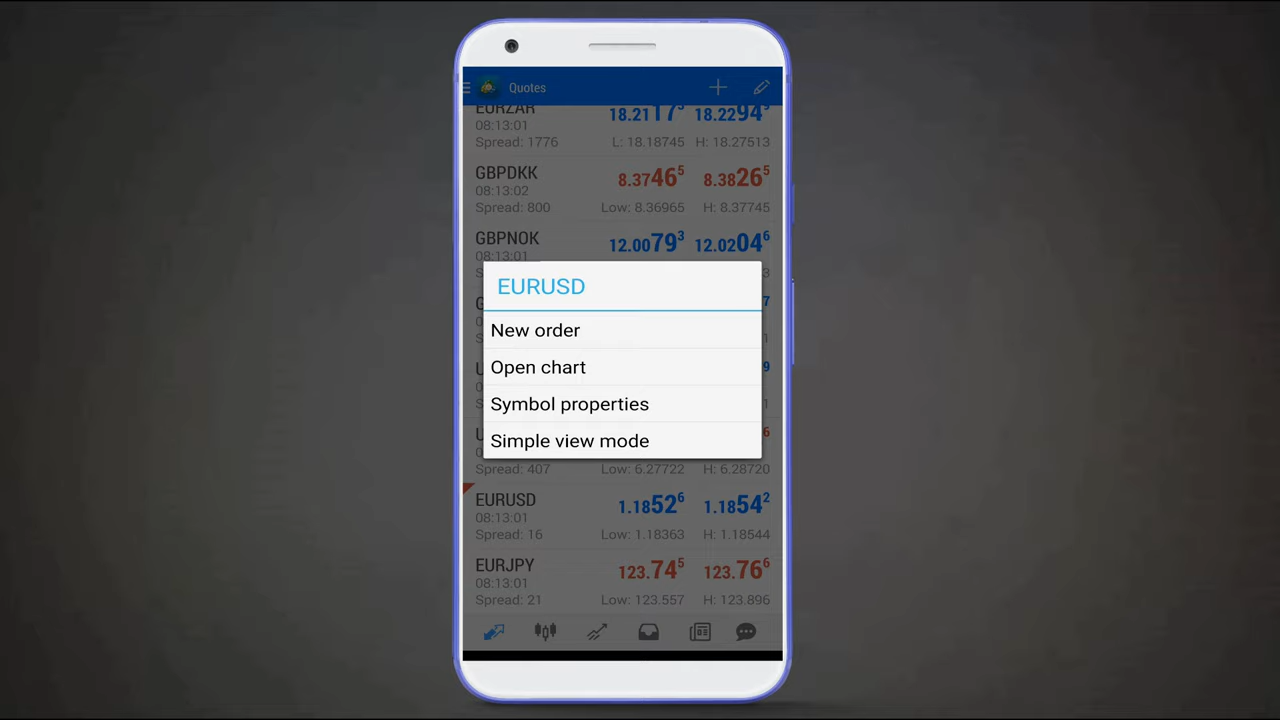 Quotes
EURZAR
18.2117³ 18.2294⁵
08:13:01
Spread: 1776 L: 18.18745 H: 18.27513
GBPDKK
8.3746⁵ 8.3826⁵
08:13:02
Spread: 800 Low: 8.36965 H: 8.37745
GBPNOK
12.0079³ 12.0204⁶
08:13:01
EURUSD
New order
Open chart
Symbol properties
Simple view mode
Spread: 407 Low: 6.27722 H: 6.28720
EURUSD
1.1852⁶ 1.1854²
08:13:01
Spread: 16 Low: 1.18363 H: 1.18544
EURJPY
123.74⁵ 123.76⁶
08:13:01
Spread: 21 Low: 123.557 H: 123.896